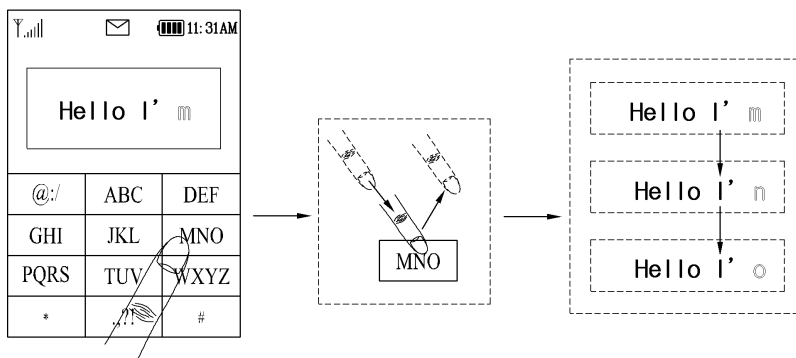 11:31AM
Hello I' m
@:/ ABC DEF
GHI JKL MNO
PQRS TUV WXYZ
* .,?! #
MNO
Hello I' m
Hello I' n
Hello I' o